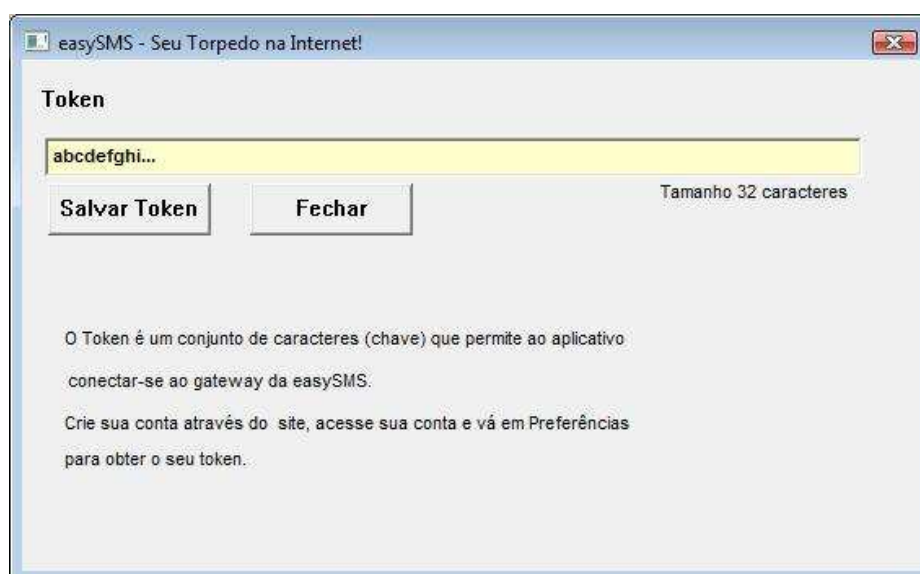 easySMS - Seu Torpedo na Internet!
Token
abcdefghi...
Salvar Token
Fechar
Tamanho 32 caracteres
O Token é um conjunto de caracteres (chave) que permite ao aplicativo
conectar-se ao gateway da easySMS.
Crie sua conta através do site, acesse sua conta e vá em Preferências
para obter o seu token.